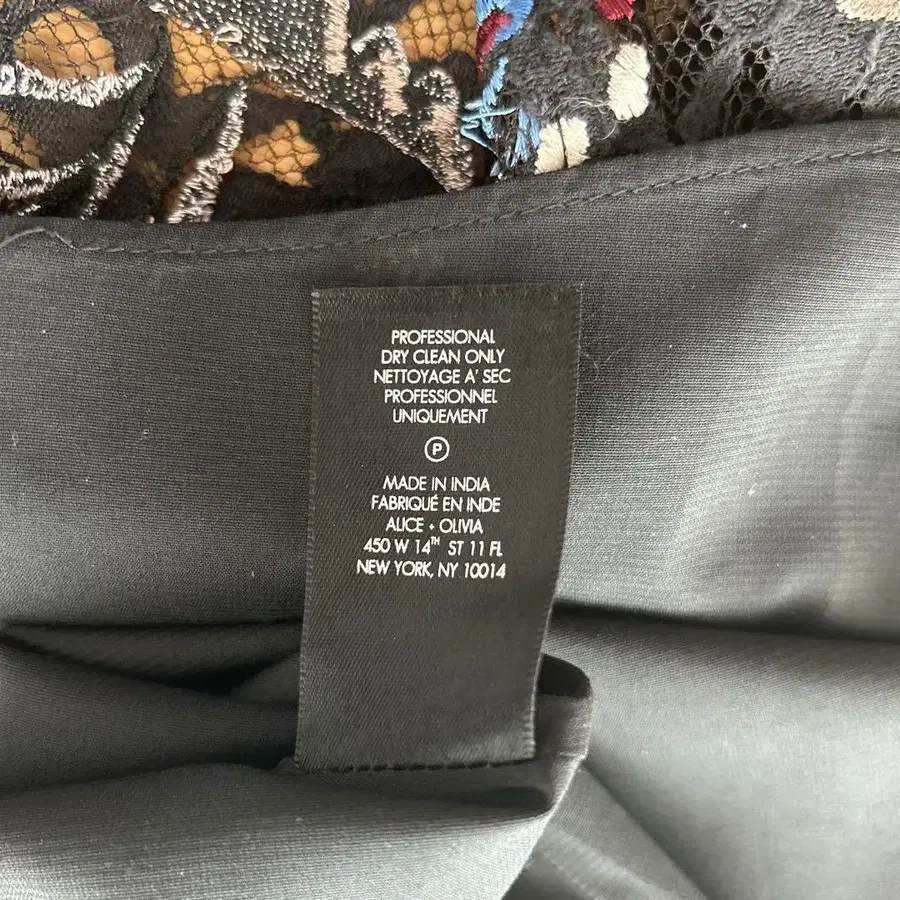 PROFESSIONAL
DRY CLEAN ONLY
NETTOYAGE A' SEC
PROFESSIONNEL
UNIQUEMENT
P
MADE IN INDIA
FABRIQUÉ EN INDE
ALICE + OLIVIA
450 W 14TH ST 11 FL
NEW YORK, NY 10014